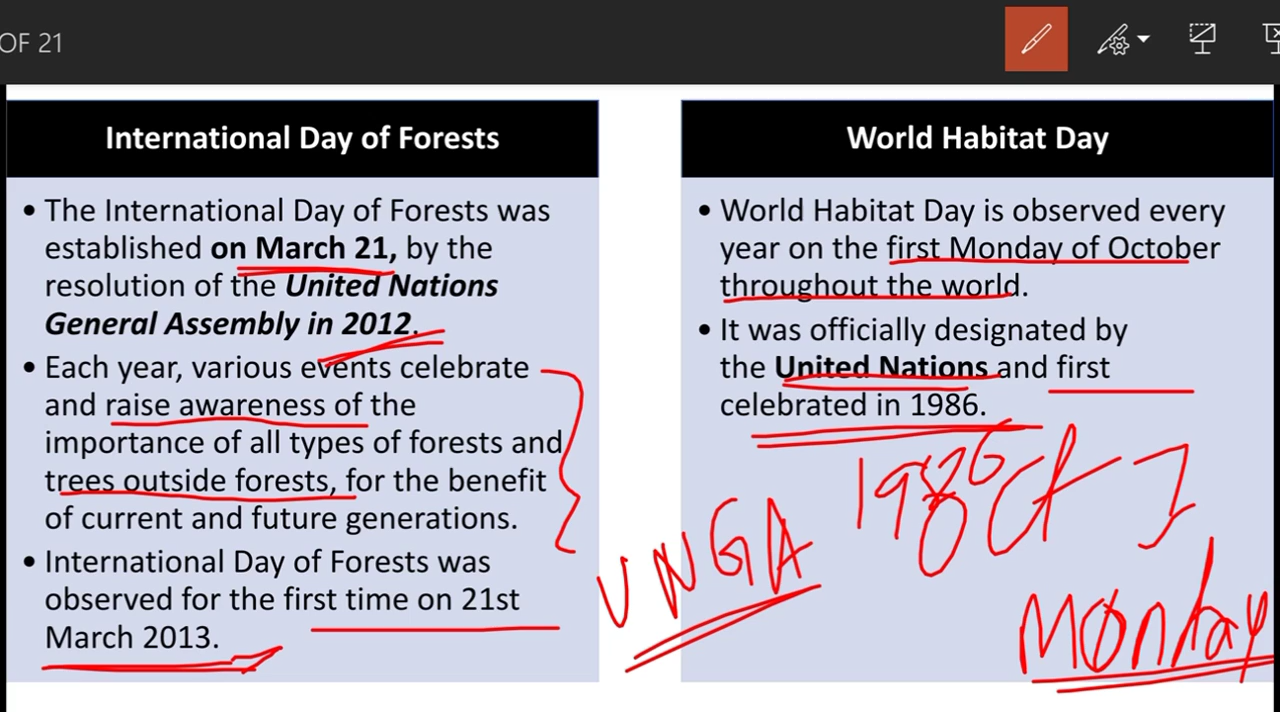 OF 21
International Day of Forests
• The International Day of Forests was
established on March 21, by the
resolution of the United Nations
General Assembly in 2012.
• Each year, various events celebrate
and raise awareness of the
importance of all types of forests and
trees outside forests, for the benefit
of current and future generations.
• International Day of Forests was
observed for the first time on 21st
March 2013.
World Habitat Day
• World Habitat Day is observed every
year on the first Monday of October
throughout the world.
• It was officially designated by
the United Nations and first
celebrated in 1986.
UNGA
1986
Oct
Monday